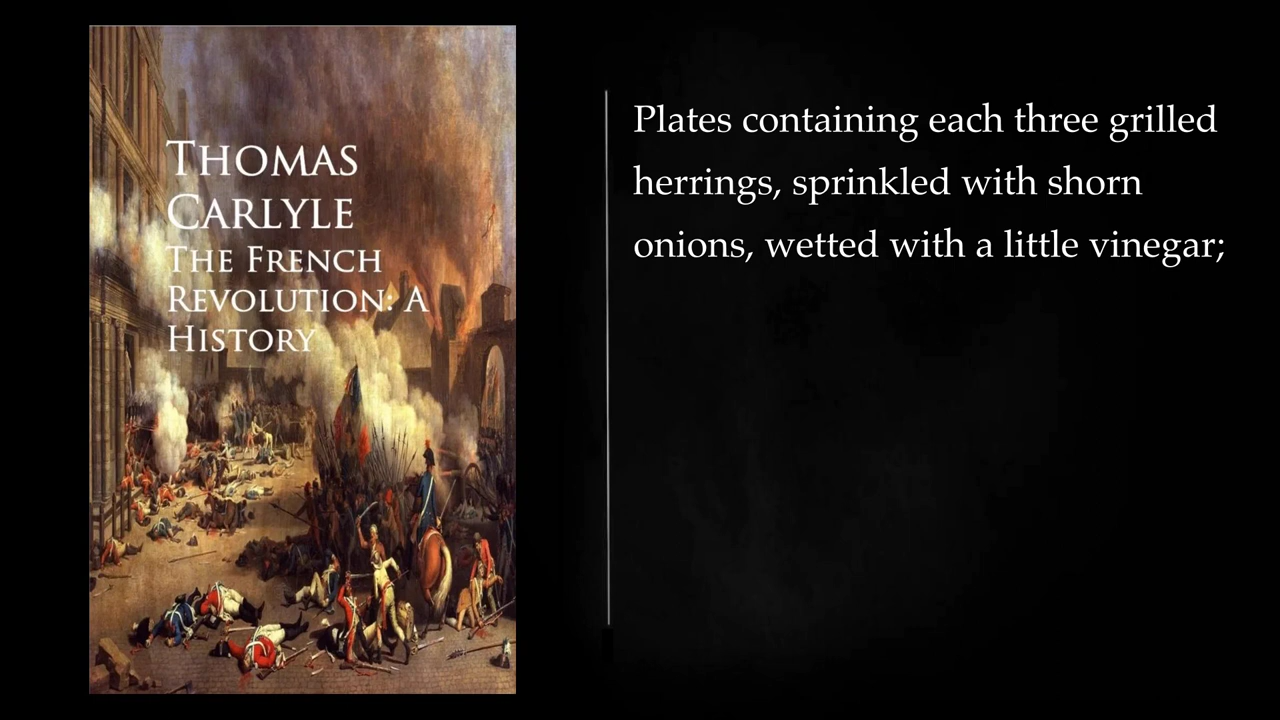 THOMAS
CARLYLE
THE FRENCH
REVOLUTION: A
HISTORY
Plates containing each three grilled
herrings, sprinkled with shorn
onions, wetted with a little vinegar;